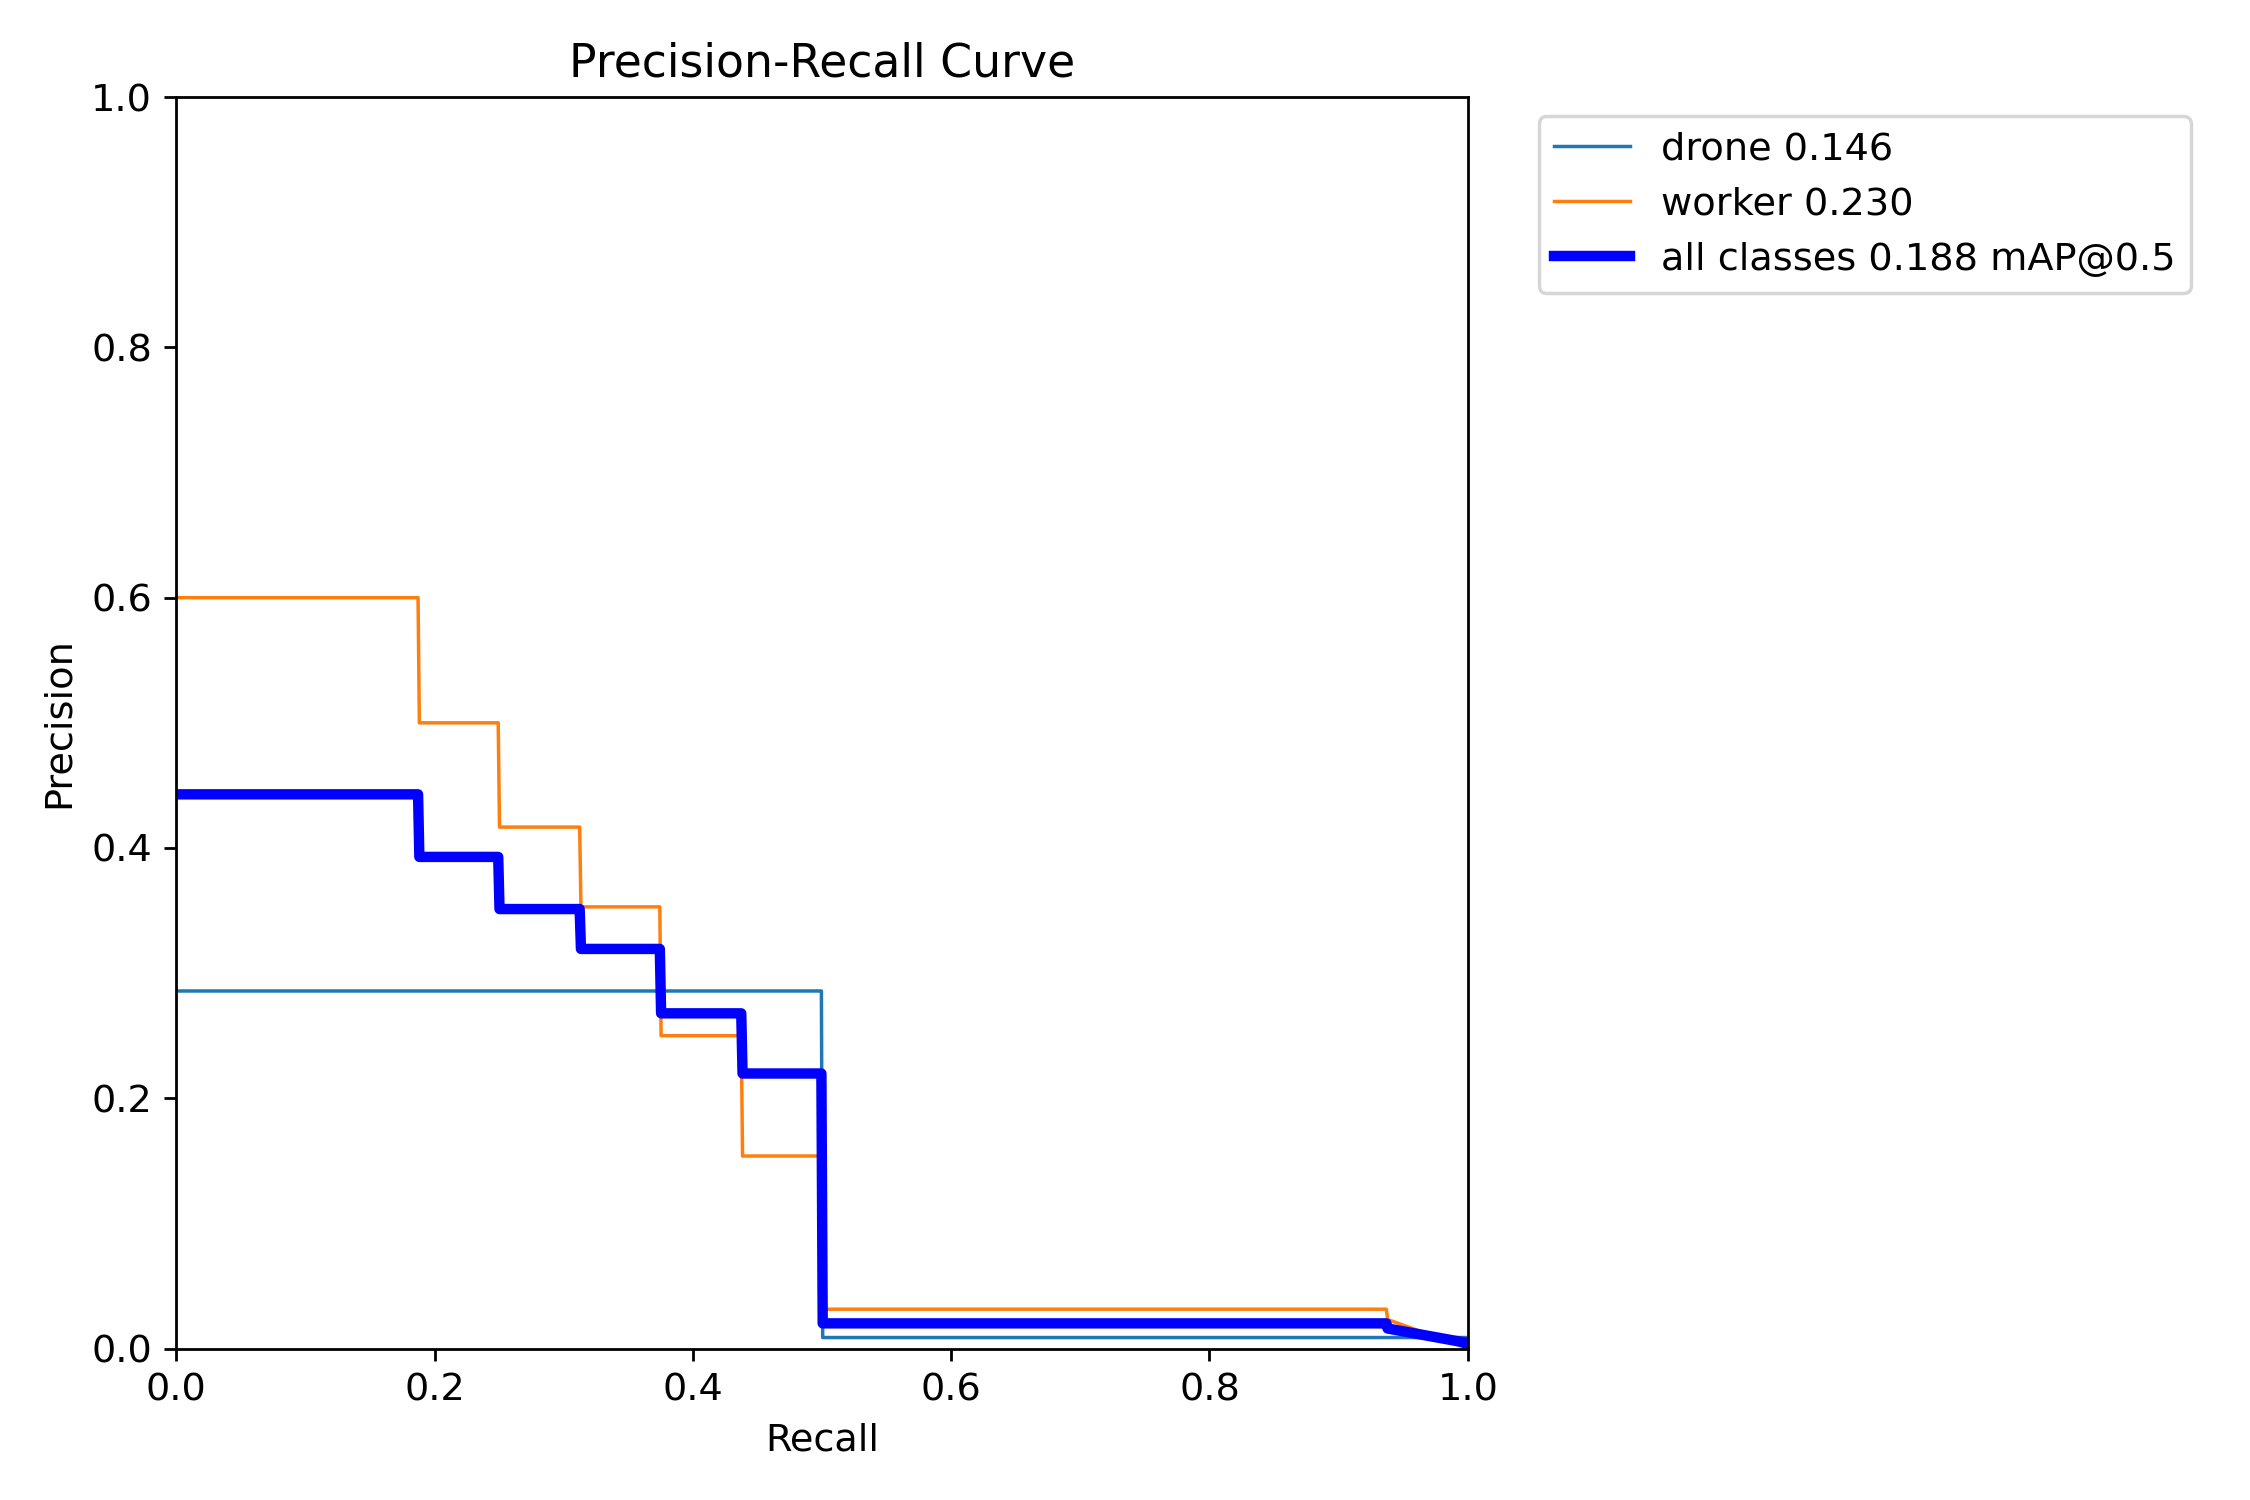 Precision-Recall Curve
drone 0.146
worker 0.230
all classes 0.188 mAP@0.5
Precision
1.0
0.8
0.6
0.4
0.2
0.0
0.0 0.2 0.4 0.6 0.8 1.0
Recall